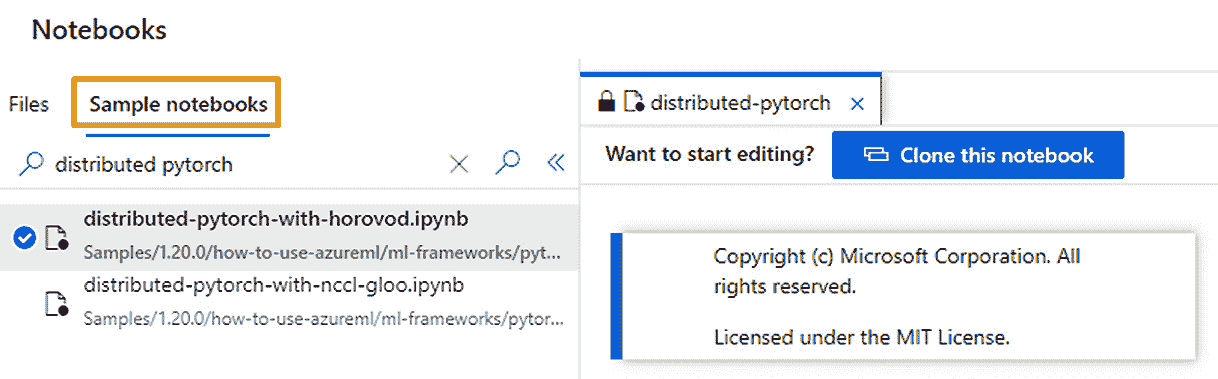 Notebooks
Files
Sample notebooks
distributed pytorch
distributed-pytorch-with-horovod.ipynb
Samples/1.20.0/how-to-use-azureml/ml-frameworks/pyt...
distributed-pytorch-with-nccl-gloo.ipynb
Samples/1.20.0/how-to-use-azureml/ml-frameworks/pytor...
distributed-pytorch
Want to start editing?
Clone this notebook
Copyright (c) Microsoft Corporation. All
rights reserved.
Licensed under the MIT License.